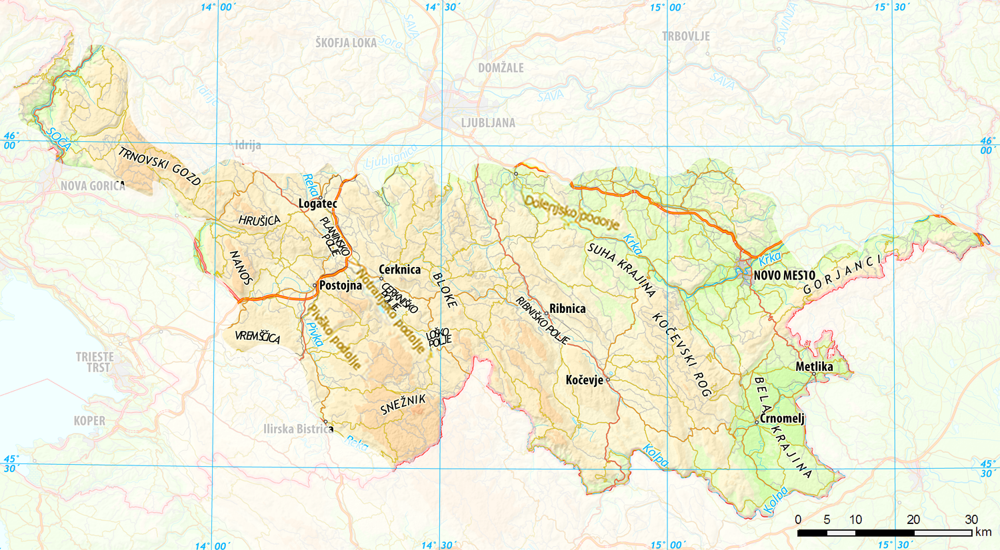 14° 00´
14° 30´
15° 00´
15° 30´
SAVA
SAVINJA
ŠKOFJA LOKA
Sora
TRBOVLJE
DOMŽALE
Idrijca
SAVA
SAVA
LJUBLJANA
46°
00´
SOČA
Idrija
46°
00´
TRNOVSKI GOZD
Ljubljanica
NOVA GORICA
Reka
Logatec
Dolenjsko podolje
HRUŠICA
PLANINSKO
POLJE
SUHA KRAJINA
Krka
Krka
NANOS
Cerknica
Notranjsko podolje
BLOKE
NOVO MES1O
GORJANCI
Postojna
CERKNIŠKO
POLJE
Ribnica
RIBNIŠKO POLJE
Pivško podolje
Pivka
VREMŠČICA
LOŠKO
POLJE
KOČEVSKI ROG
TRIESTE
TRST
Metlika
Kočevje
BELA KRAJINA
SNEŽNIK
KOPER
Ilirska Bistrica
Črnomelj
Reka
Kolpa
45°
30´
45°
30´
Kolpa
0 5 10 20 30
km
14° 00´
14° 30´
15° 00´
15° 30´